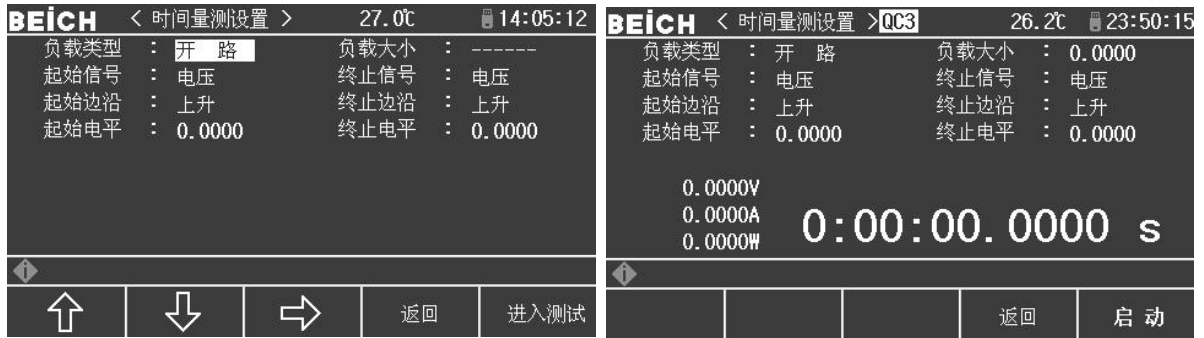 BEICH < 时间量测设置 > 27.0℃ 14:05:12
负载类型 : 开 路 负载大小 : ------
起始信号 : 电压 终止信号 : 电压
起始边沿 : 上升 终止边沿 : 上升
起始电平 : 0.0000 终止电平 : 0.0000
返回 进入测试
BEICH < 时间量测设置 >QC3 26.2℃ 23:50:15
负载类型 : 开 路 负载大小 : 0.0000
起始信号 : 电压 终止信号 : 电压
起始边沿 : 上升 终止边沿 : 上升
起始电平 : 0.0000 终止电平 : 0.0000
0.0000V
0.0000A
0.0000W
0:00:00.0000 s
返回 启动